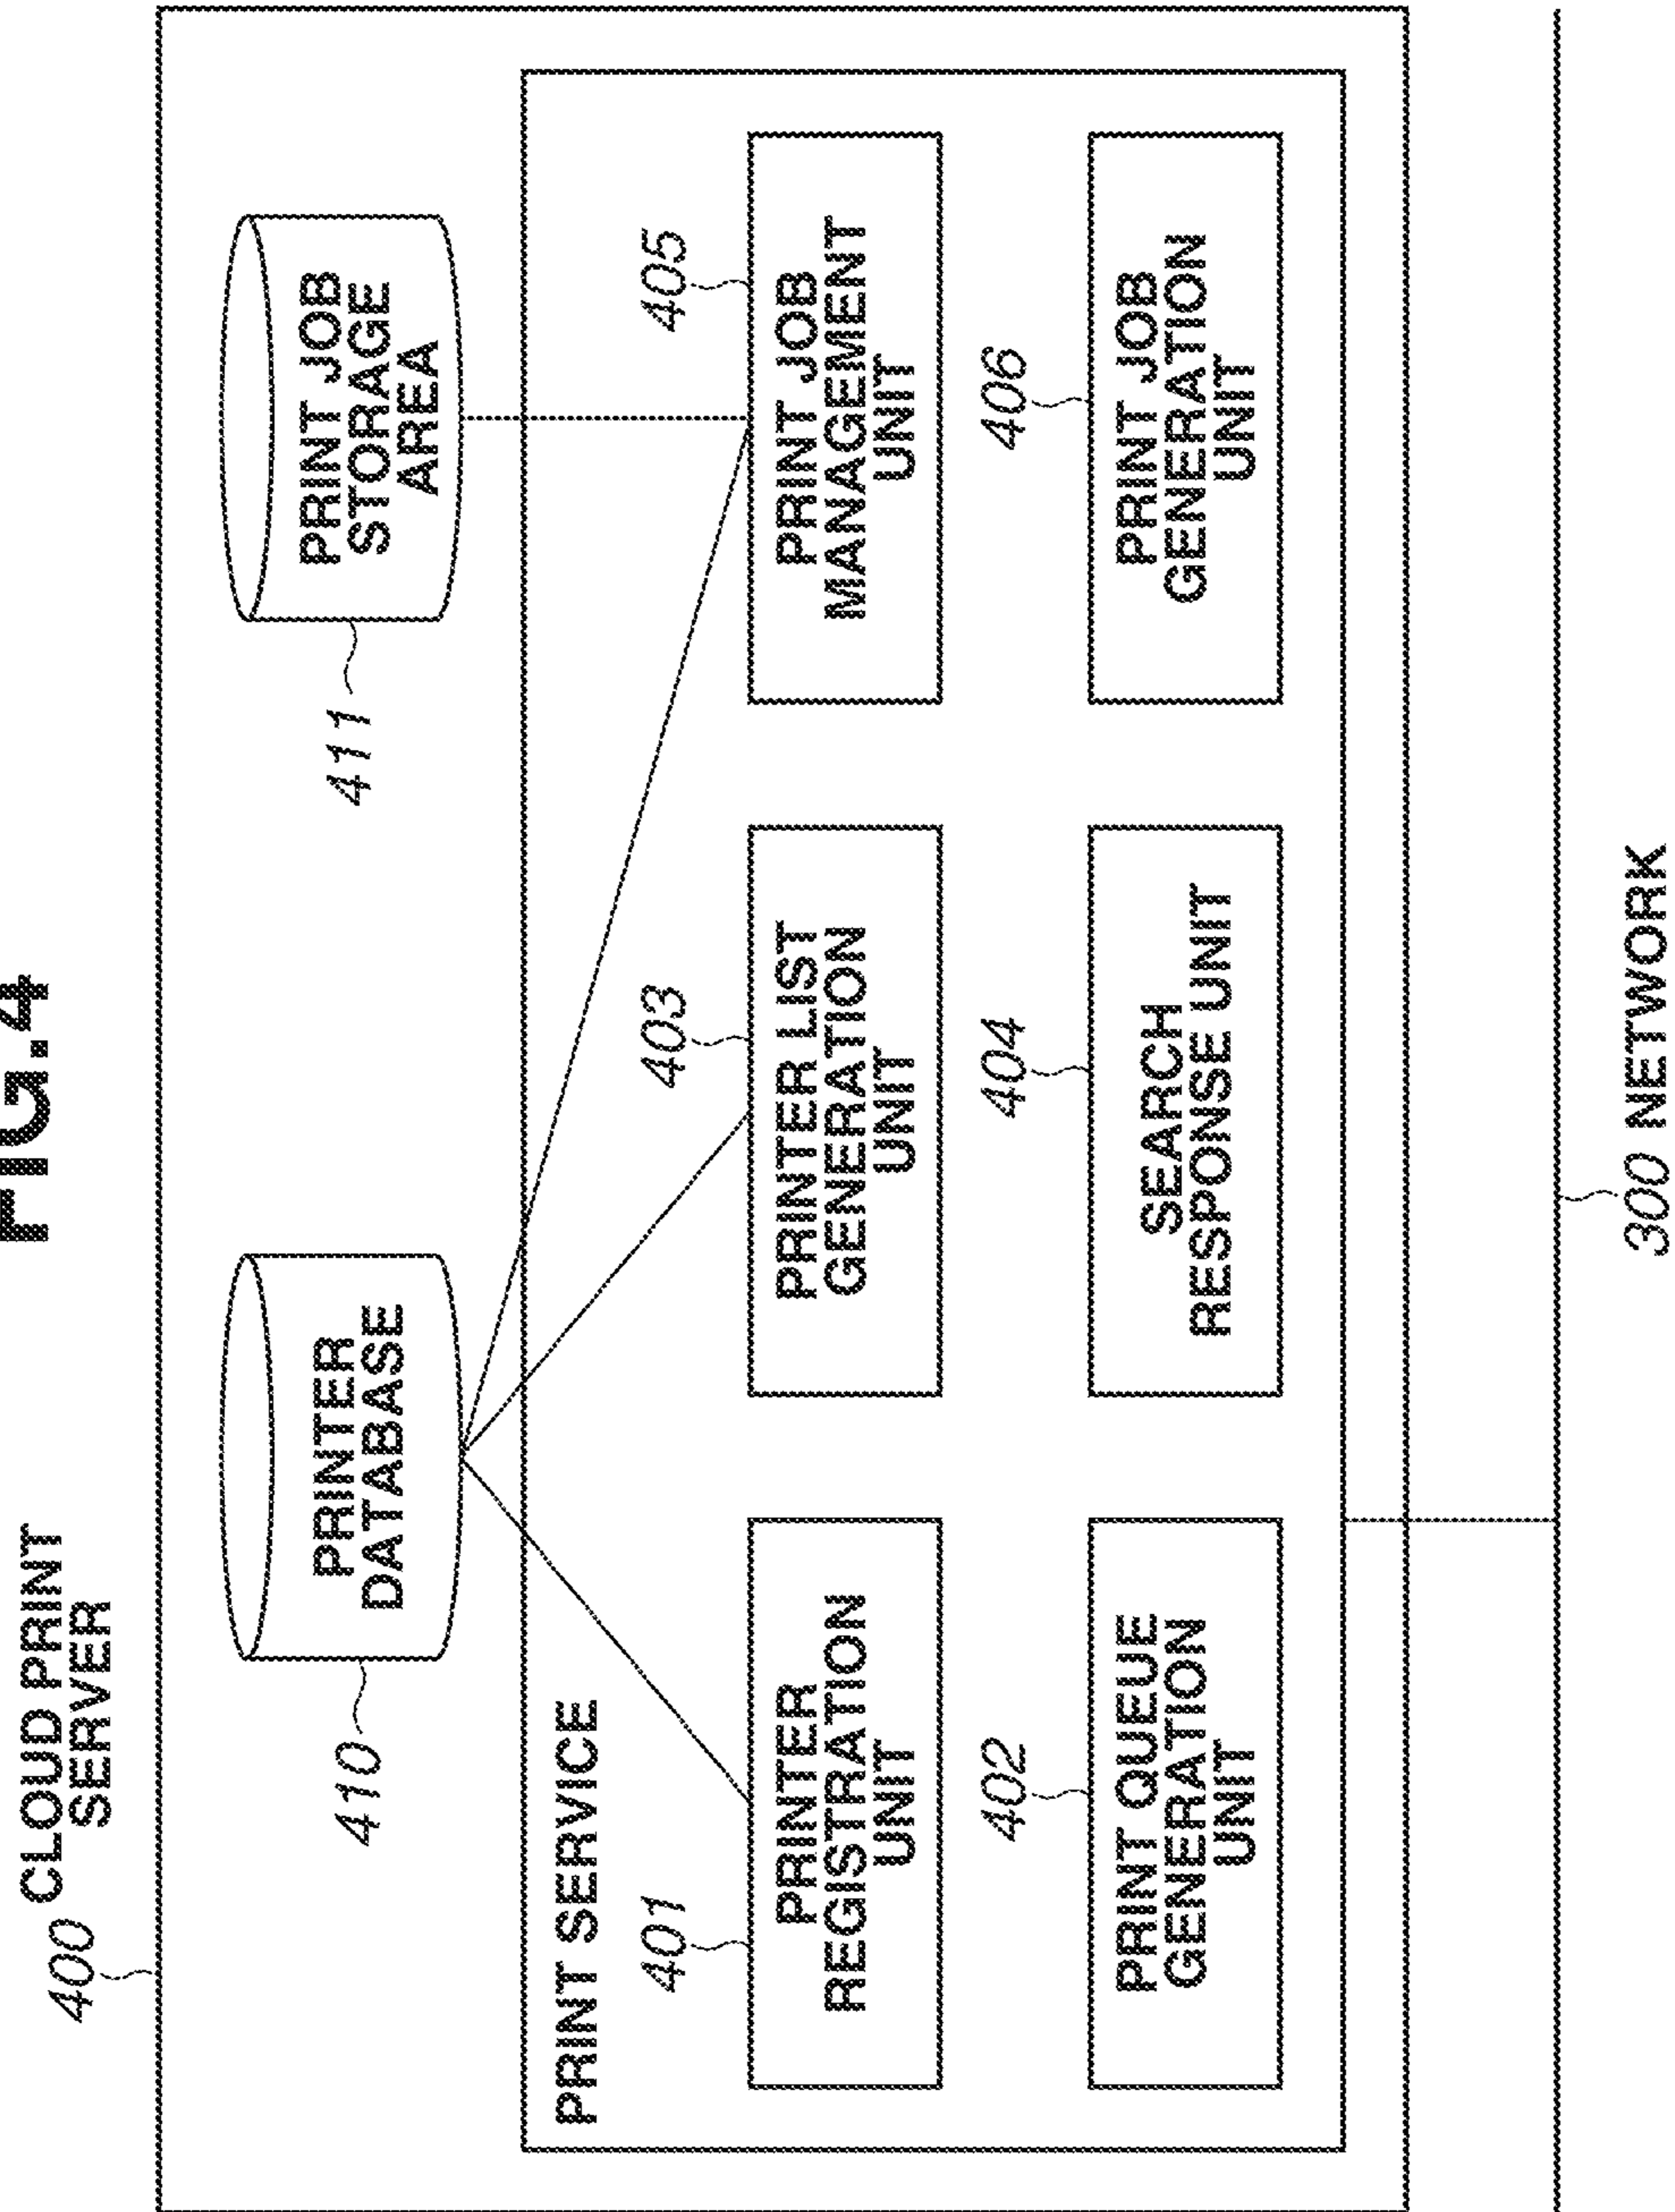 FIG.4
400 CLOUD PRINT
SERVER
PRINTER
DATABASE
410
PRINT JOB
STORAGE
AREA
411
PRINT SERVICE
401
PRINTER
REGISTRATION
UNIT
403
PRINTER LIST
GENERATION
UNIT
405
PRINT JOB
MANAGEMENT
UNIT
402
PRINT QUEUE
GENERATION
UNIT
404
SEARCH
RESPONSE UNIT
406
PRINT JOB
GENERATION
UNIT
300 NETWORK